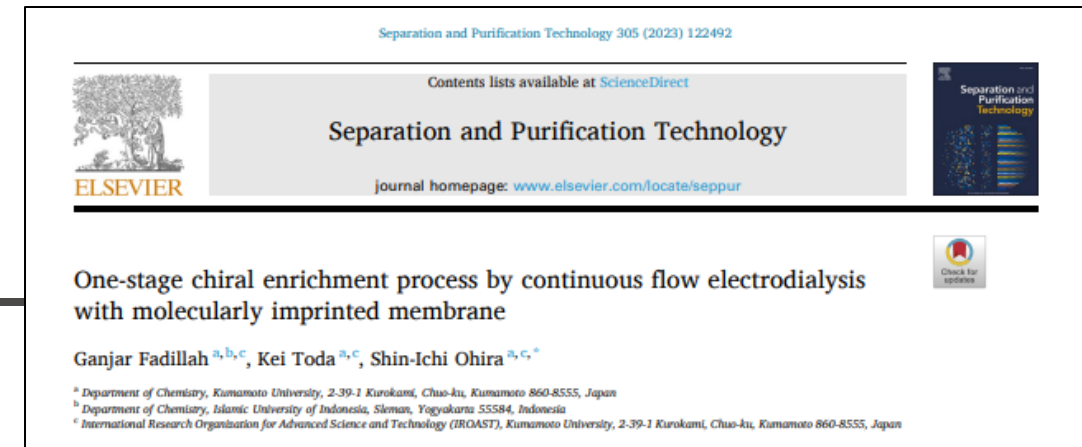 Separation and Purification Technology 305 (2023) 122492
Contents lists available at ScienceDirect
Separation and Purification Technology
journal homepage: www.elsevier.com/locate/seppur
ELSEVIER
Separation and
Purification
Technology
Check for
updates
One-stage chiral enrichment process by continuous flow electrodialysis
with molecularly imprinted membrane
Ganjar Fadillah a,b,c, Kei Toda a,c, Shin-Ichi Ohira a,c,*
a Department of Chemistry, Kumamoto University, 2-39-1 Kurokami, Chuo-ku, Kumamoto 860-8555, Japan
b Department of Chemistry, Islamic University of Indonesia, Sleman, Yogyakarta 55584, Indonesia
c International Research Organization for Advanced Science and Technology (IROAST), Kumamoto University, 2-39-1 Kurokami, Chuo-ku, Kumamoto 860-8555, Japan